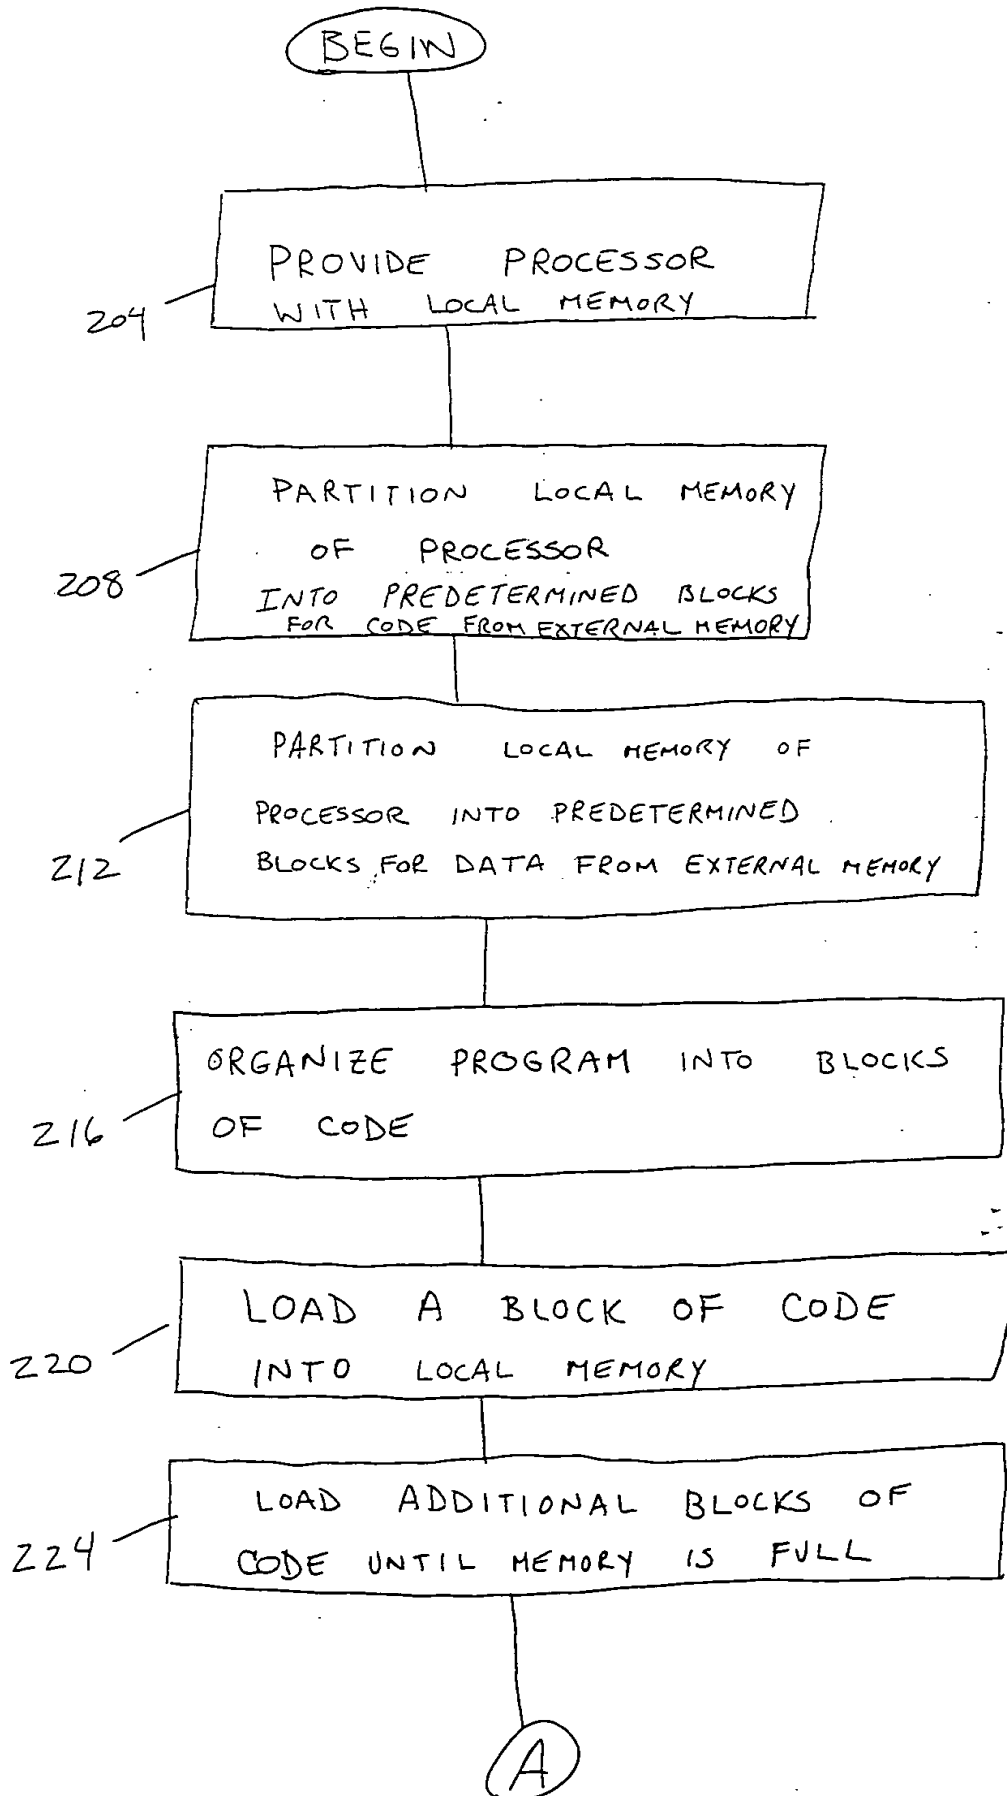 BEGIN
PROVIDE PROCESSOR
WITH LOCAL MEMORY
204
PARTITION LOCAL MEMORY
OF PROCESSOR
INTO PREDETERMINED BLOCKS
FOR CODE FROM EXTERNAL MEMORY
208
PARTITION LOCAL MEMORY OF
PROCESSOR INTO PREDETERMINED
BLOCKS FOR DATA FROM EXTERNAL MEMORY
212
ORGANIZE PROGRAM INTO BLOCKS
OF CODE
216
LOAD A BLOCK OF CODE
INTO LOCAL MEMORY
220
LOAD ADDITIONAL BLOCKS OF
CODE UNTIL MEMORY IS FULL
224
A